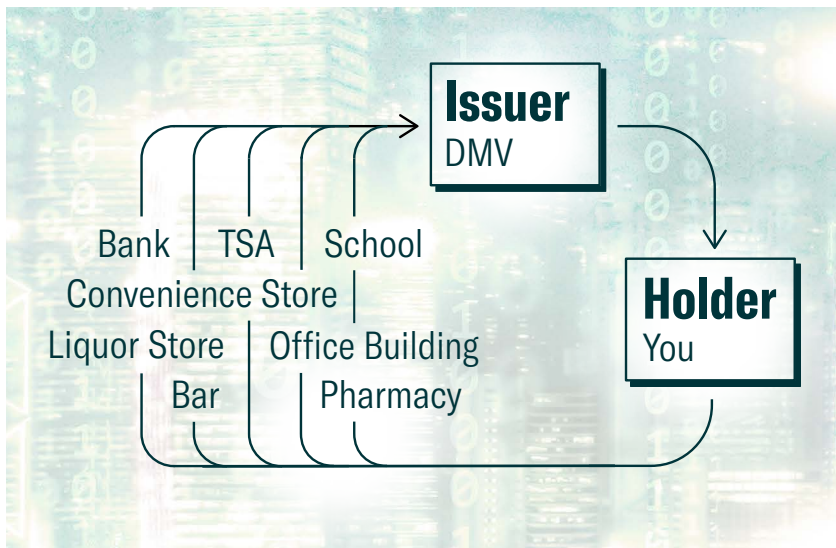 Issuer
DMV
Bank
TSA
School
Convenience Store
Holder
You
Liquor Store
Office Building
Bar
Pharmacy